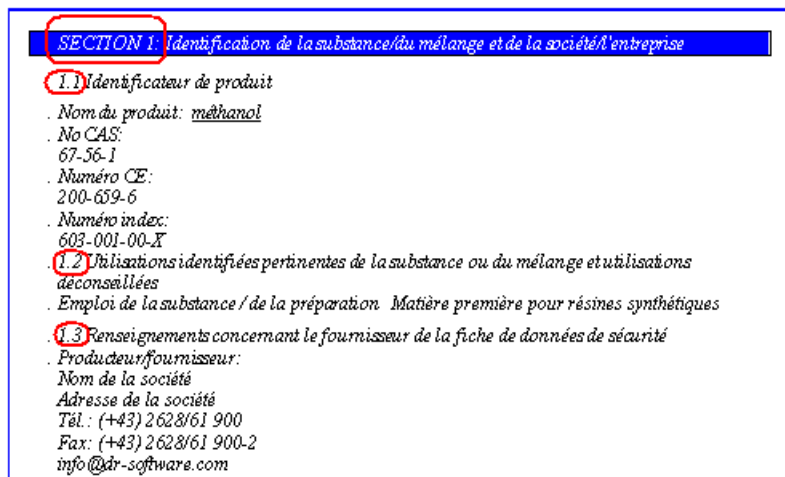 SECTION 1: Identification de la substance/du mélange et de la société/l'entreprise
1.1 Identificateur de produit
. Nom du produit: méthanol
. No CAS:
67-56-1
. Numéro CE:
200-659-6
. Numéro index:
603-001-00-X
. 1.2 Utilisations identifiées pertinentes de la substance ou du mélange et utilisations
déconseillées
. Emploi de la substance / de la préparation Matière première pour résines synthétiques
. 1.3 Renseignements concernant le fournisseur de la fiche de données de sécurité
. Producteur/fournisseur:
Nom de la société
Adresse de la société
Tél.: (+43) 2628/61 900
Fax: (+43) 2628/61 900-2
info@dr-software.com